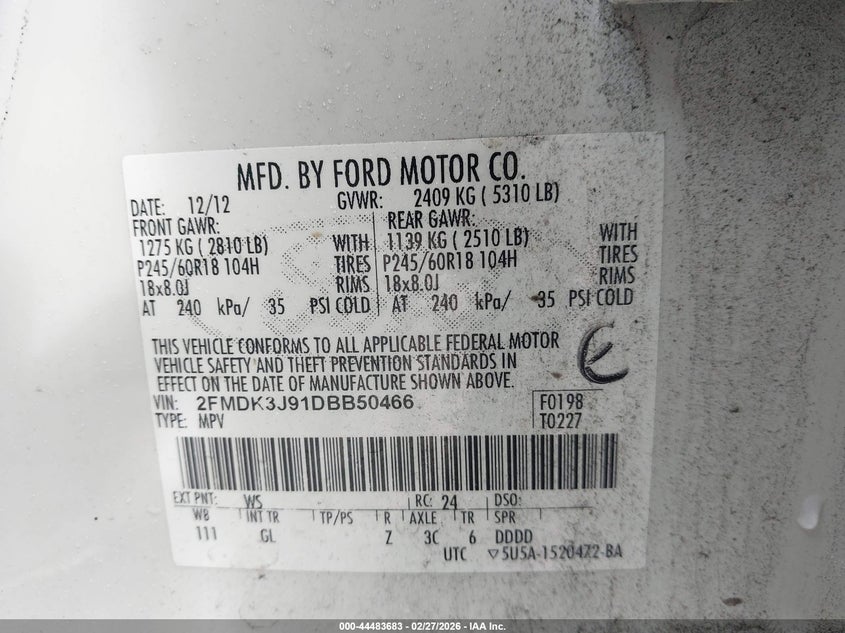 MFD. BY FORD MOTOR CO.
DATE: 12/12 GVWR: 2409 KG ( 5310 LB)
FRONT GAWR: REAR GAWR:
1275 KG ( 2810 LB) WITH 1139 KG ( 2510 LB) WITH
P245/60R18 104H TIRES P245/60R18 104H TIRES
18x8.0J RIMS 18x8.0J RIMS
AT 240 kPa/ 35 PSI COLD AT 240 kPa/ 35 PSI COLD
THIS VEHICLE CONFORMS TO ALL APPLICABLE FEDERAL MOTOR
VEHICLE SAFETY AND THEFT PREVENTION STANDARDS IN
EFFECT ON THE DATE OF MANUFACTURE SHOWN ABOVE.
VIN: 2FMDK3J91DBB50466 F0198
TYPE: MPV T0227
EXT PNT: WS RC: 24 DSO:
WB INT TR TP/PS R AXLE TR SPR
111 GL Z 3C 6 DDDD
UTC ▽5U5A-1520472-BA
000-44483683 - 02/27/2026 - IAA Inc.